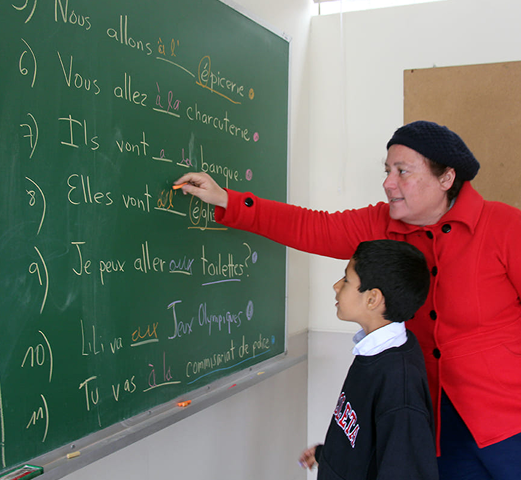 5) Nous allons à l' épicerie.
6) Vous allez à la charcuterie.
7) Ils vont à la banque.
8) Elles vont à l' église
9) Je peux aller aux toilettes?
10) LiLi va aux Jeux Olympiques
11) Tu vas à la commisriat de police